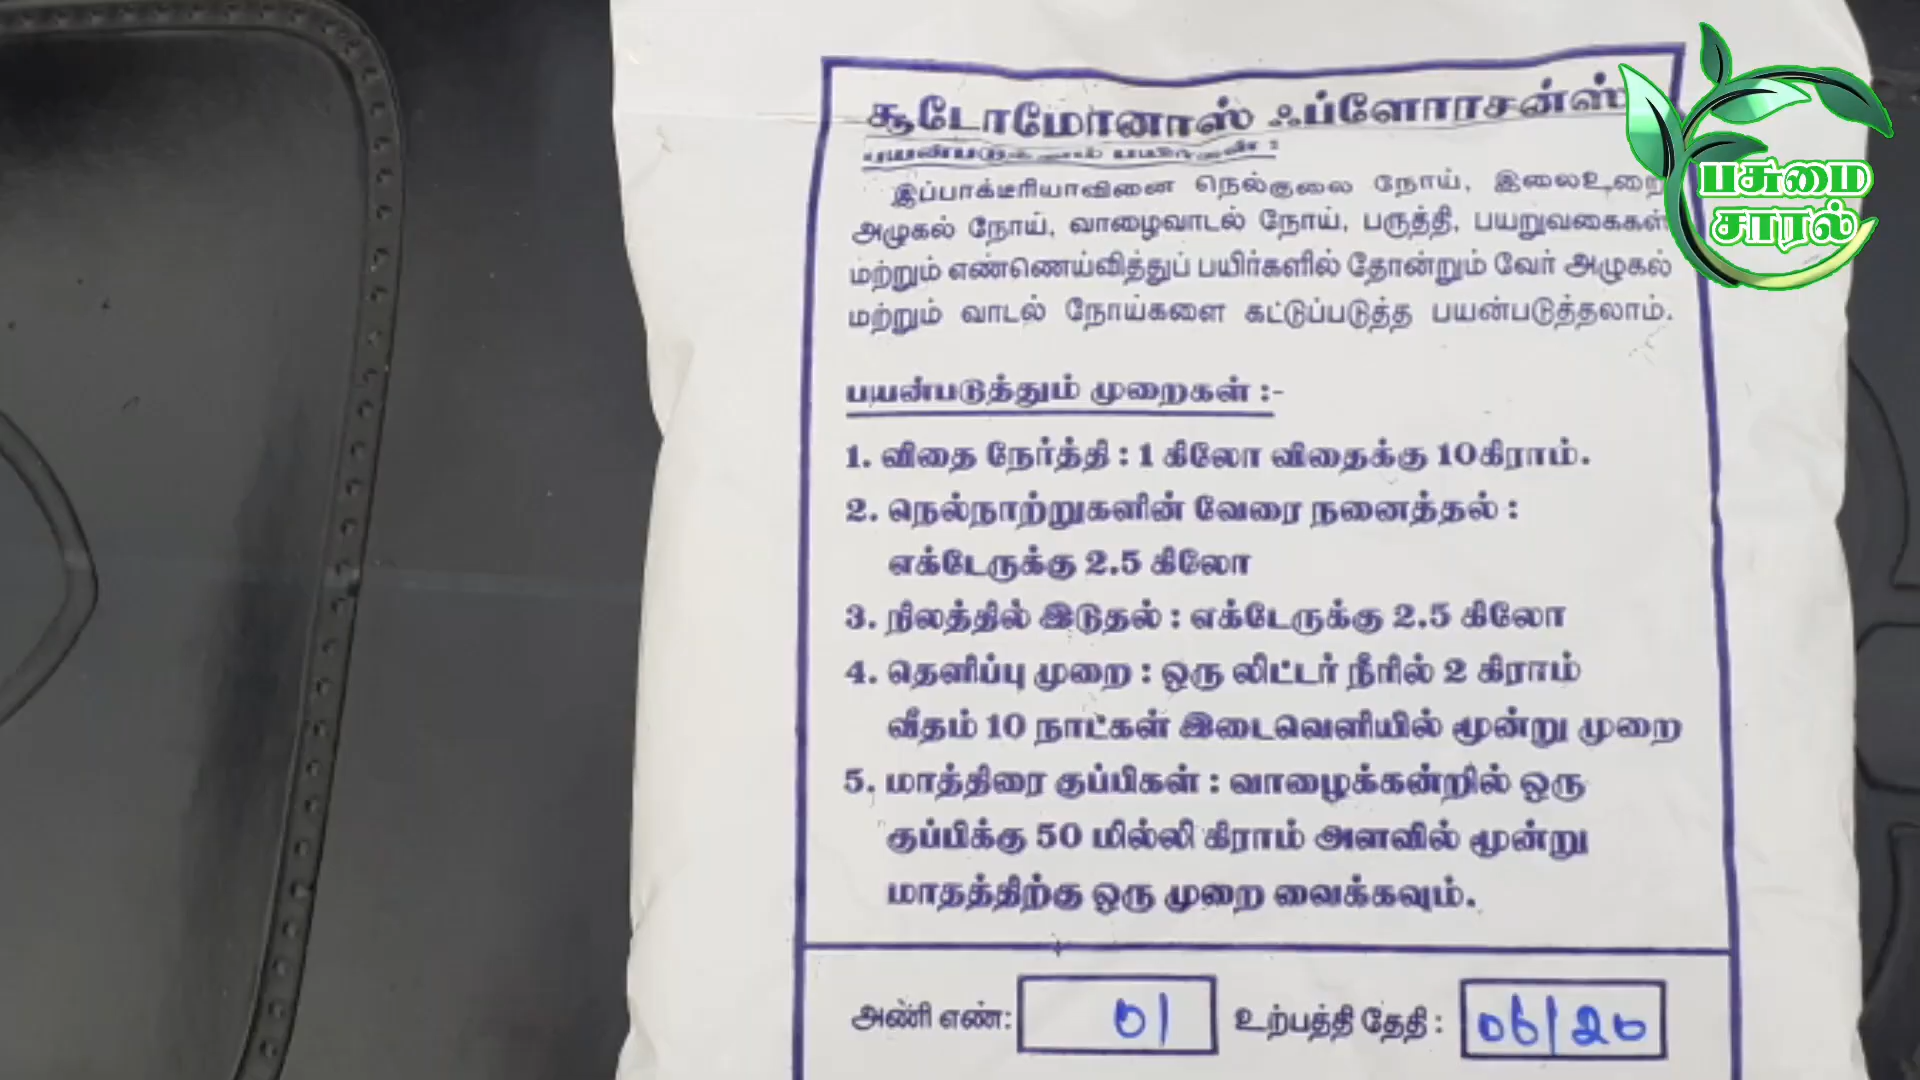 சூடோமோனாஸ் ஃப்ளோரசன்ஸ்
இப்பாக்டீரியாவினை நெல்குலை நோய், இலைஉறை
அழுகல் நோய், வாழைவாடல் நோய், பருத்தி, பயறுவகைகள்
மற்றும் எண்ணெய்வித்துப் பயிர்களில் தோன்றும் வேர் அழுகல்
மற்றும் வாடல் நோய்களை கட்டுப்படுத்த பயன்படுத்தலாம்.
பயன்படுத்தும் முறைகள் :-
1. விதை நேர்த்தி : 1 கிலோ விதைக்கு 10கிராம்.
2. நெல்நாற்றுகளின் வேரை நனைத்தல் :
எக்டேருக்கு 2.5 கிலோ
3. நிலத்தில் இடுதல் : எக்டேருக்கு 2.5 கிலோ
4. தெளிப்பு முறை : ஒரு லிட்டர் நீரில் 2 கிராம்
வீதம் 10 நாட்கள் இடைவெளியில் மூன்று முறை
5. மாத்திரை குப்பிகள் : வாழைக்கன்றில் ஒரு
குப்பிக்கு 50 மில்லி கிராம் அளவில் மூன்று
மாதத்திற்கு ஒரு முறை வைக்கவும்.
அணி எண்: 01 உற்பத்தி தேதி : 06/20
பசுமை
சாரல்